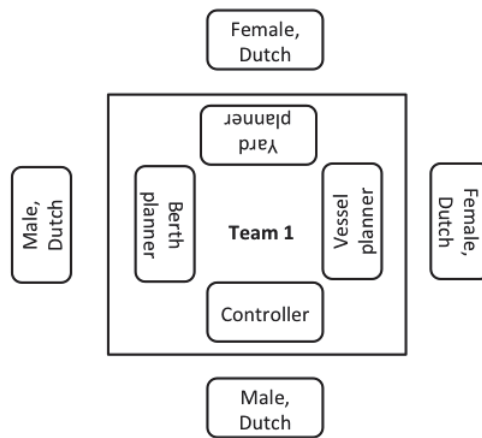 Female,
Dutch
Yard
planner
Male,
Dutch
Berth
planner
Team 1
Vessel
planner
Female,
Dutch
Controller
Male,
Dutch